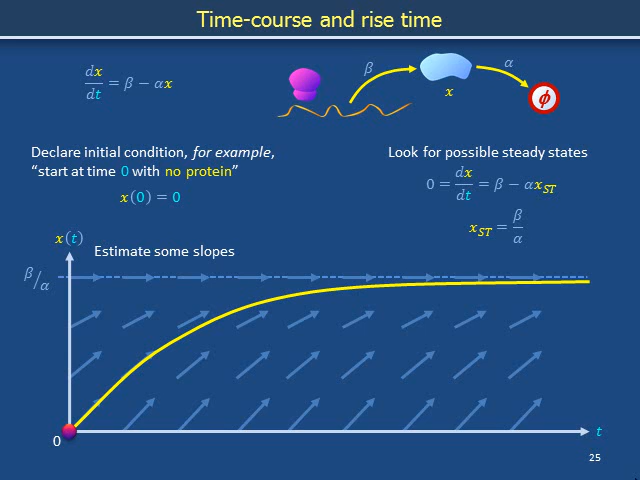 Time-course and rise time
dx/dt = β − αx
β
α
x
ϕ
Declare initial condition, for example,
“start at time 0 with no protein”
x(0) = 0
Look for possible steady states
0 = dx/dt = β − αx_ST
x_ST = β/α
x(t)
Estimate some slopes
β/α
0
t
25